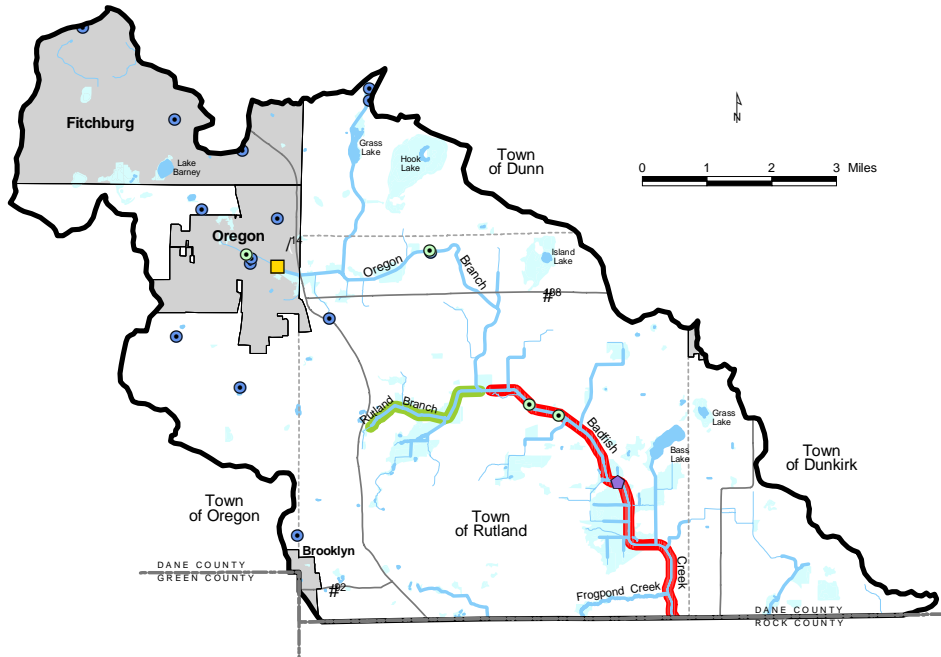 Fitchburg
Lake
Barney
Grass
Lake
Hook
Lake
Town
of Dunn
N
0 1 2 3 Miles
Oregon
14
Oregon
Branch
Island
Lake
#
138
Rutland Branch
Badfish
Bass
Lake
Grass
Lake
Town
of Dunkirk
Town
of Oregon
Town
of Rutland
Brooklyn
DANE COUNTY
GREEN COUNTY
#92
Frogpond Creek
Creek
DANE COUNTY
ROCK COUNTY